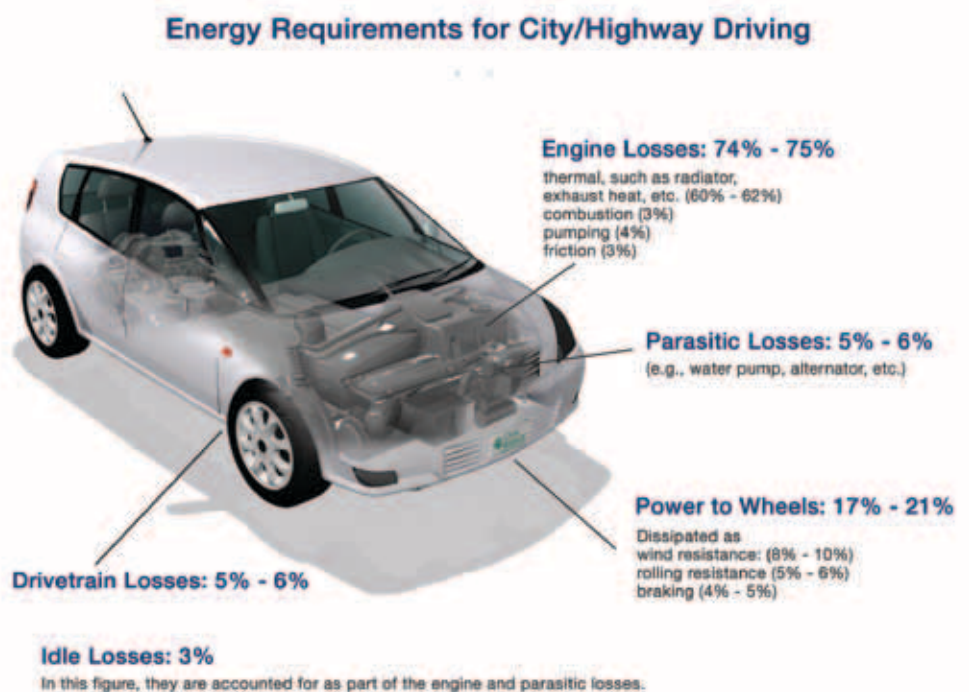 Energy Requirements for City/Highway Driving
Engine Losses: 74% - 75%
thermal, such as radiator,
exhaust heat, etc. (60% - 62%)
combustion (3%)
pumping (4%)
friction (3%)
Parasitic Losses: 5% - 6%
(e.g., water pump, alternator, etc.)
Power to Wheels: 17% - 21%
Dissipated as
wind resistance: (8% - 10%)
rolling resistance (5% - 6%)
braking (4% - 5%)
Drivetrain Losses: 5% - 6%
Idle Losses: 3%
In this figure, they are accounted for as part of the engine and parasitic losses.